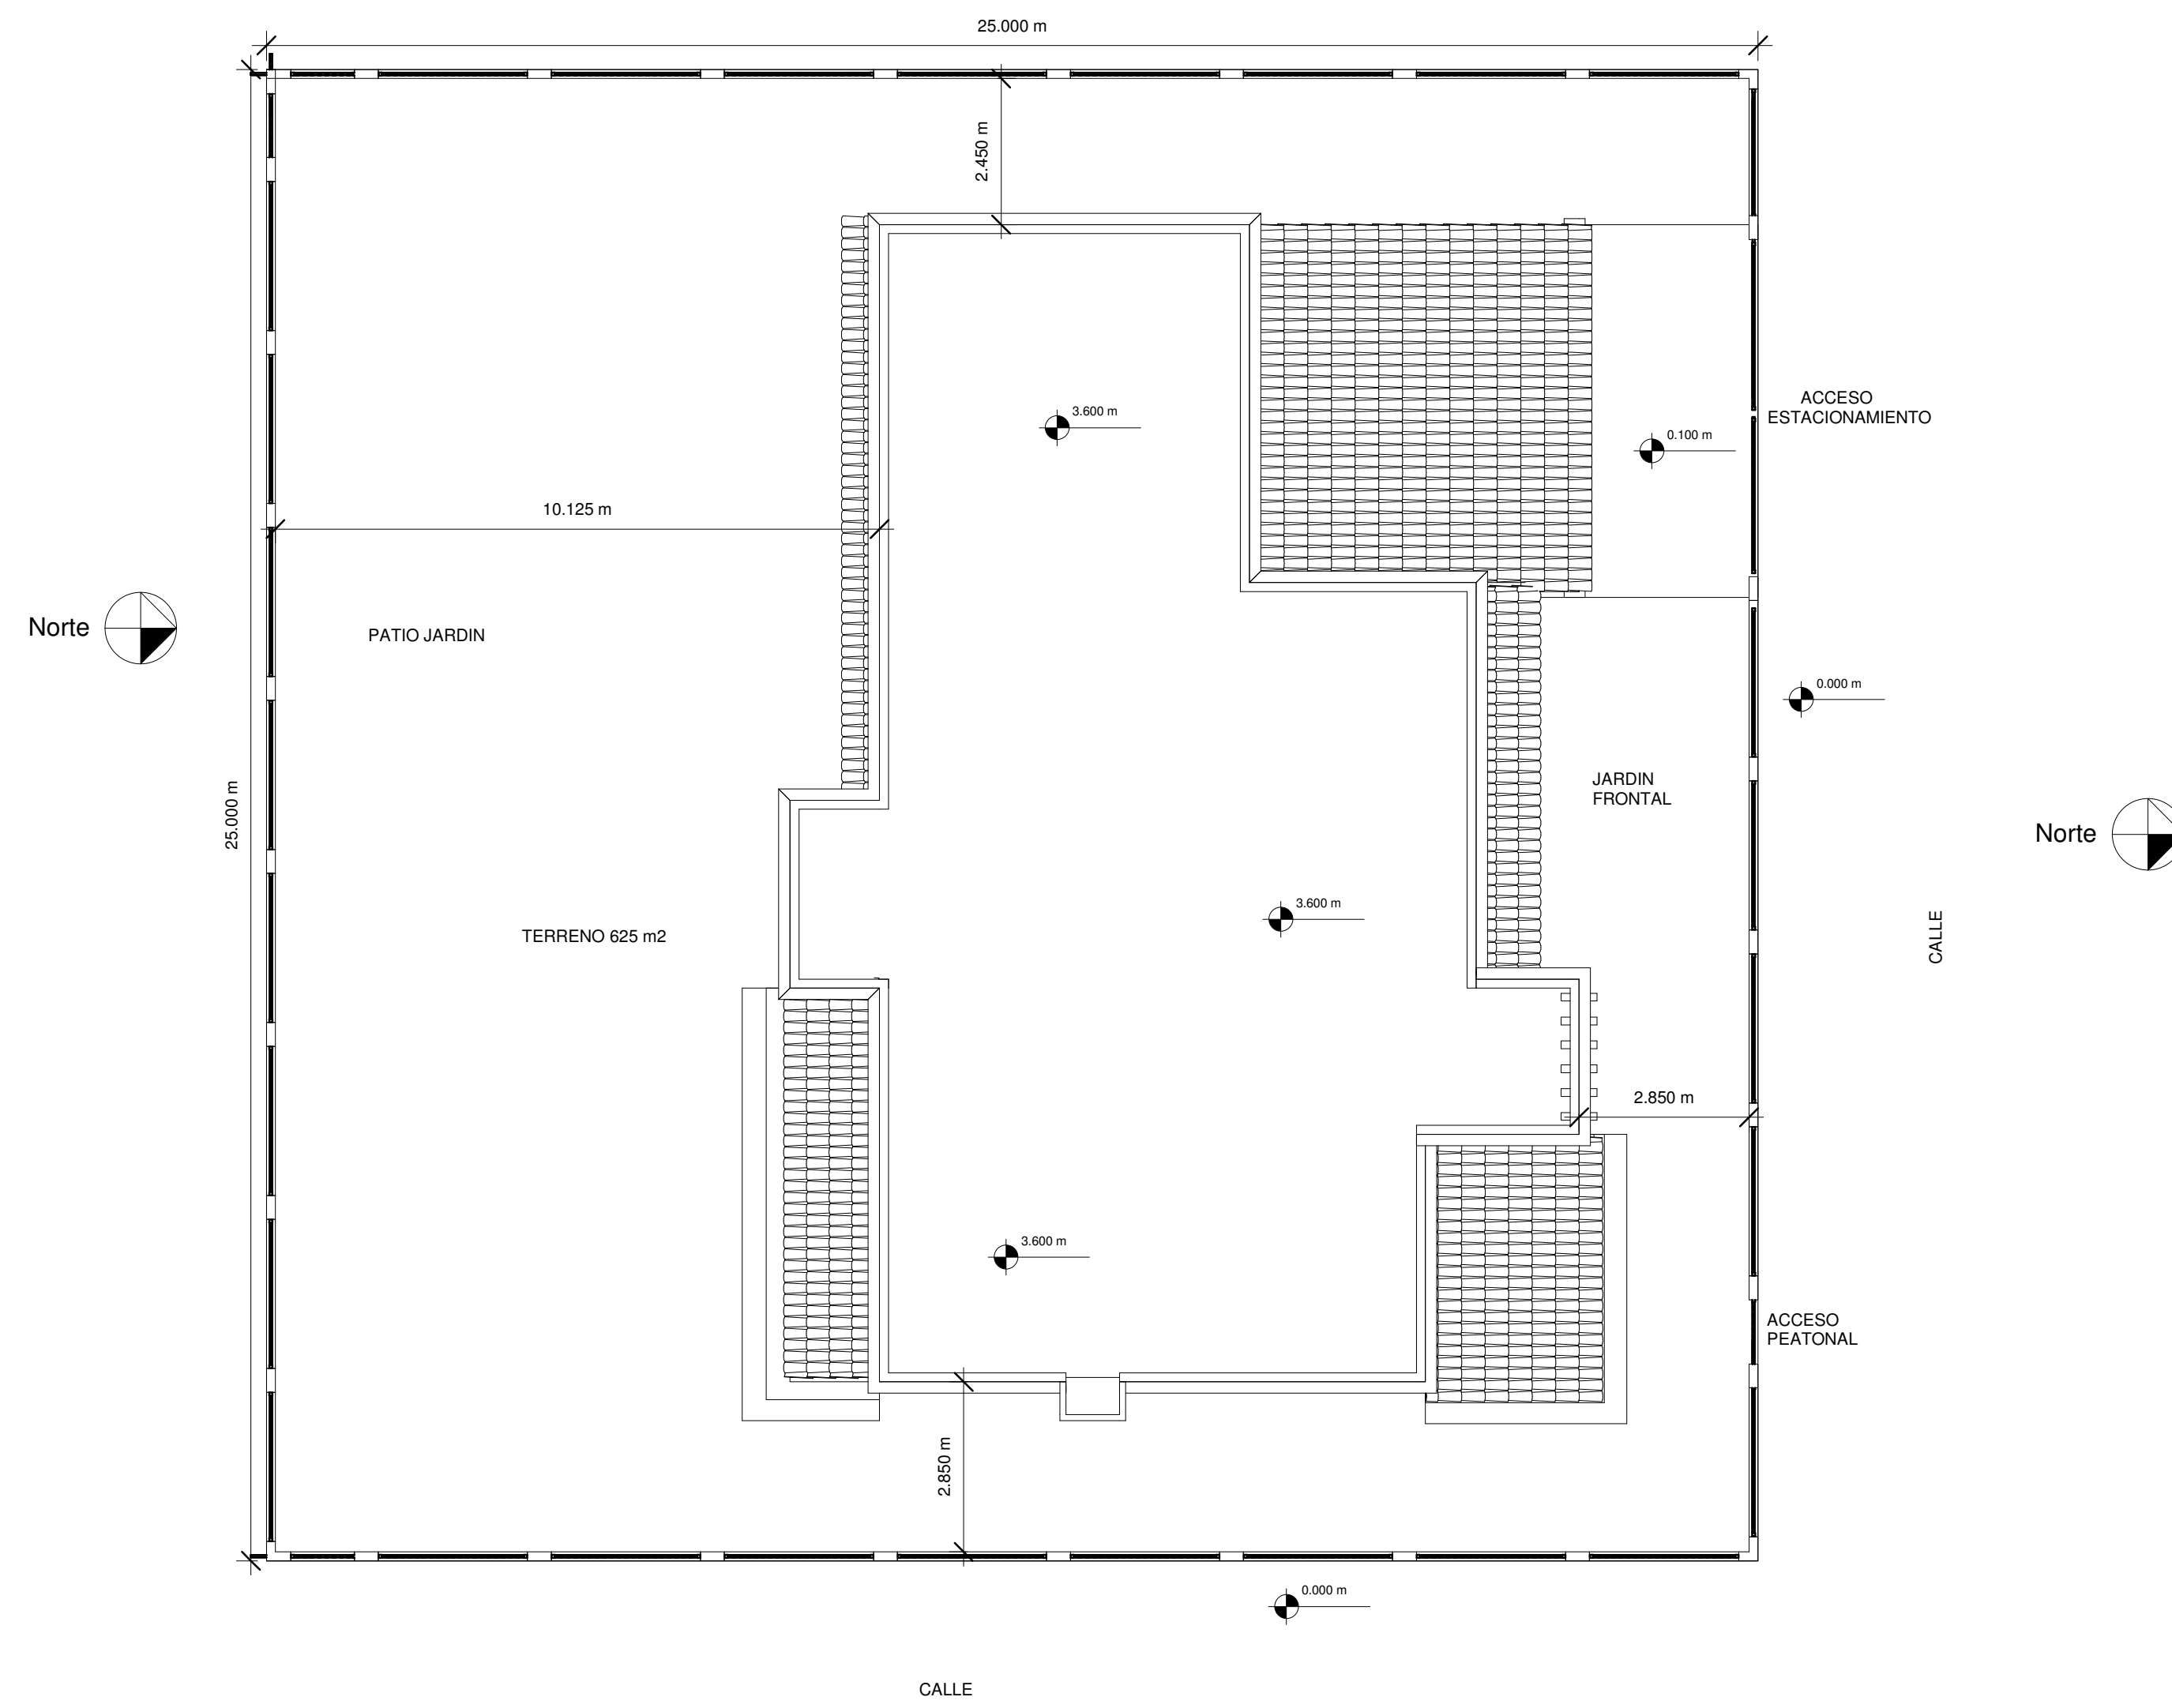 25.000 m
2.450 m
3.600 m
ACCESO
ESTACIONAMIENTO
0.100 m
10.125 m
Norte
PATIO JARDIN
0.000 m
JARDIN
FRONTAL
25.000 m
Norte
3.600 m
TERRENO 625 m2
CALLE
2.850 m
3.600 m
ACCESO
PEATONAL
2.850 m
0.000 m
CALLE